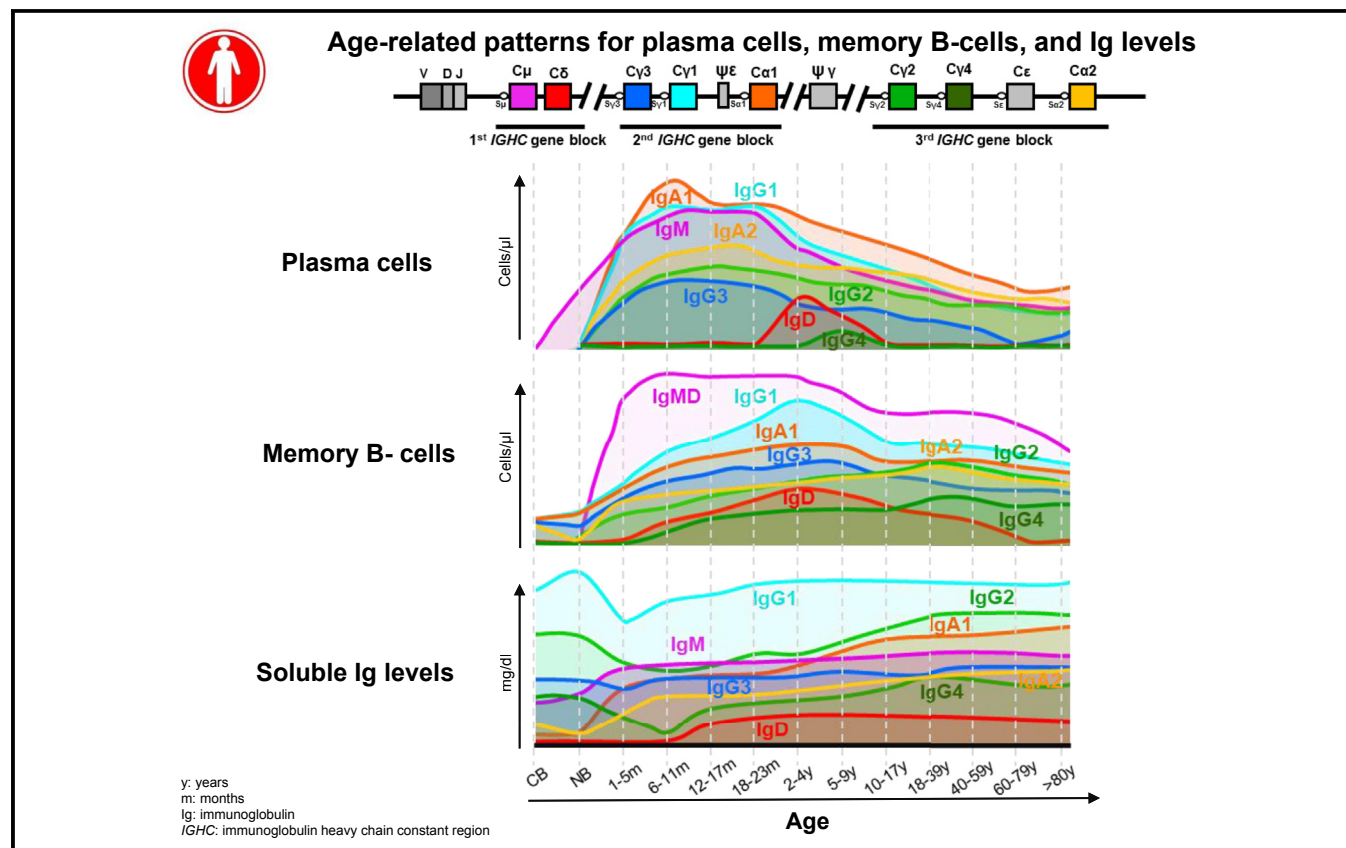 Age-related patterns for plasma cells, memory B-cells, and Ig levels
V D J Cμ Cδ Cγ3 Cγ1 Ψε Cα1 Ψ γ Cγ2 Cγ4 Cε Cα2
Sμ Sγ3 Sγ1 Sα1 Sγ2 Sγ4 Sε Sα2
1st IGHC gene block 2nd IGHC gene block 3rd IGHC gene block
Plasma cells
Cells/μl
IgA1
IgG1
IgM
IgA2
IgG3
IgG2
IgD
IgG4
Memory B- cells
Cells/μl
IgMD
IgG1
IgA1
IgG3
IgA2
IgG2
IgD
IgG4
Soluble Ig levels
mg/dl
IgG1
IgG2
IgA1
IgM
IgG3
IgA2
IgG4
IgD
CB NB 1-5m 6-11m 12-17m 18-23m 2-4y 5-9y 10-17y 18-39y 40-59y 60-79y >80y
Age
y: years
m: months
Ig: immunoglobulin
IGHC: immunoglobulin heavy chain constant region